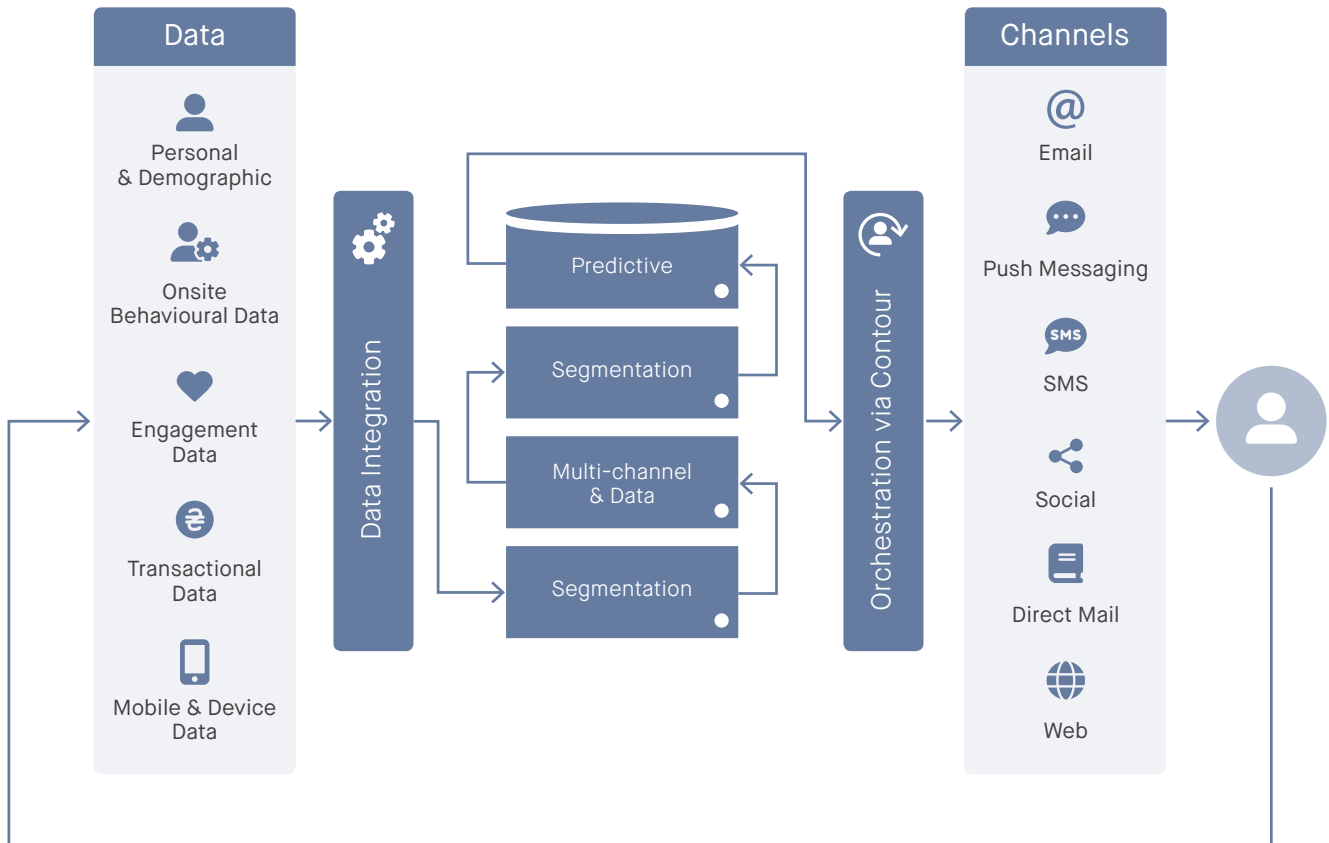 Data
Personal
& Demographic
Onsite
Behavioural Data
Engagement
Data
Transactional
Data
Mobile & Device
Data
Data Integration
Predictive
Segmentation
Multi-channel
& Data
Segmentation
Orchestration via Contour
Channels
@
Email
Push Messaging
SMS
SMS
Social
Direct Mail
Web